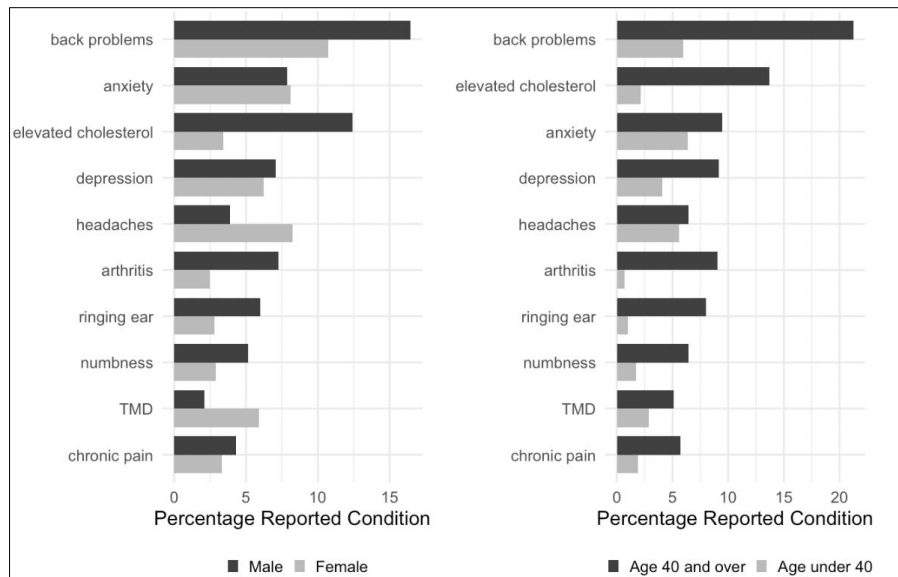 back problems
anxiety
elevated cholesterol
depression
headaches
arthritis
ringing ear
numbness
TMD
chronic pain
0 5 10 15
Percentage Reported Condition
Male Female
back problems
elevated cholesterol
anxiety
depression
headaches
arthritis
ringing ear
numbness
TMD
chronic pain
0 5 10 15 20
Percentage Reported Condition
Age 40 and over Age under 40